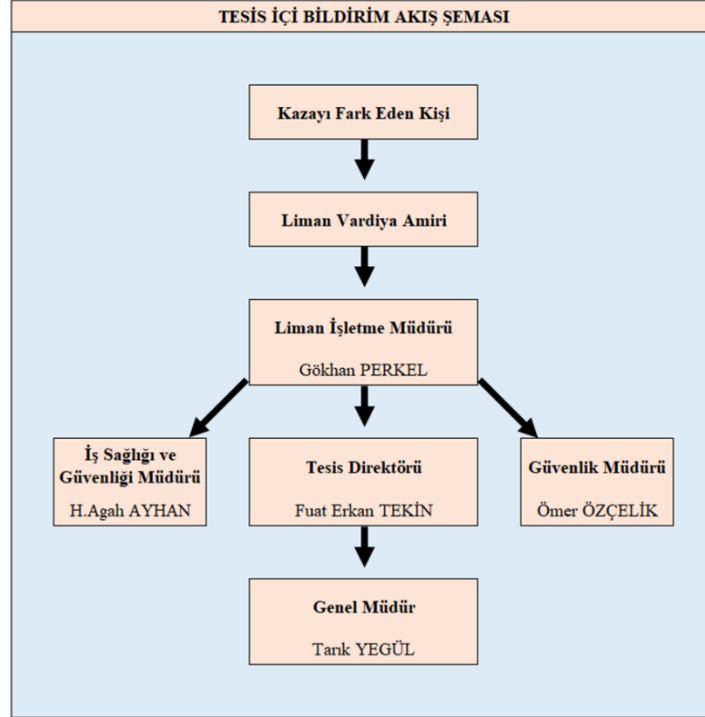 TESİS İÇİ BİLDİRİM AKIŞ ŞEMASI
Kazayı Fark Eden Kişi
Liman Vardiya Amiri
Liman İşletme Müdürü
Gökhan PERKEL
İş Sağlığı ve
Güvenliği Müdürü
H.Agah AYHAN
Tesis Direktörü
Fuat Erkan TEKİN
Güvenlik Müdürü
Ömer ÖZÇELİK
Genel Müdür
Tarık YEGÜL